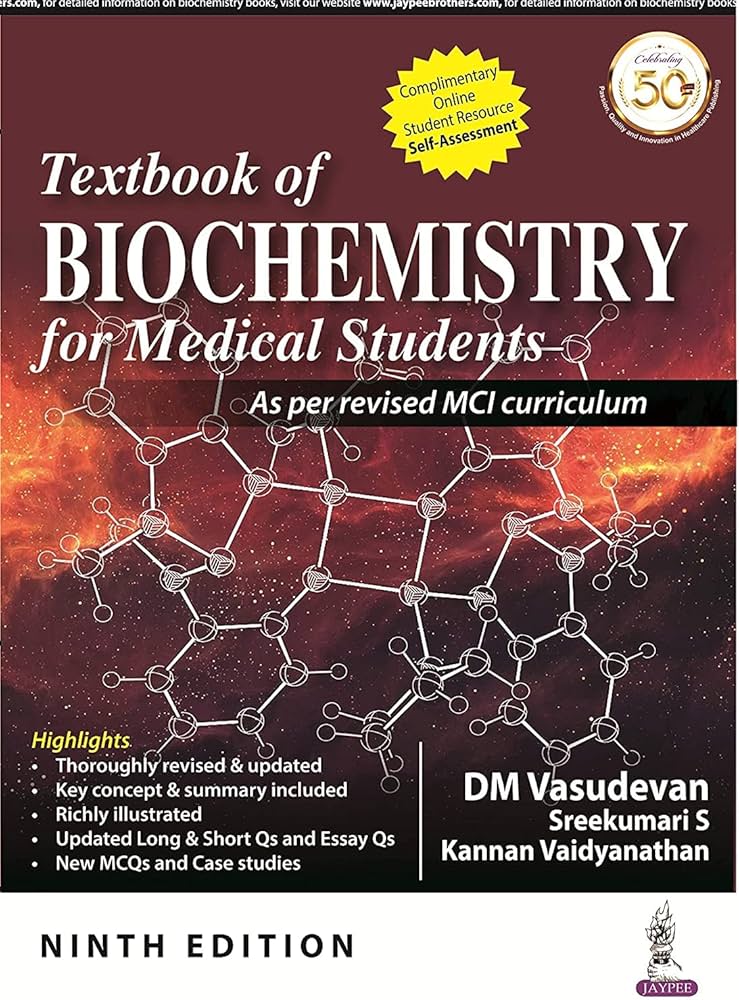 rs.com, for detailed information on biochemistry books, visit our website www.jaypeebrothers.com, for detailed information on biochemistry books
Complimentary
Online
Student Resource
Self-Assessment
Celebrating
50
Passion, Quality and Innovation in Healthcare Publishing
Textbook of
BIOCHEMISTRY
for Medical Students
As per revised MCI curriculum
Highlights
• Thoroughly revised & updated
• Key concept & summary included
• Richly illustrated
• Updated Long & Short Qs and Essay Qs
• New MCQs and Case studies
DM Vasudevan
Sreekumari S
Kannan Vaidyanathan
NINTH EDITION
JAYPEE